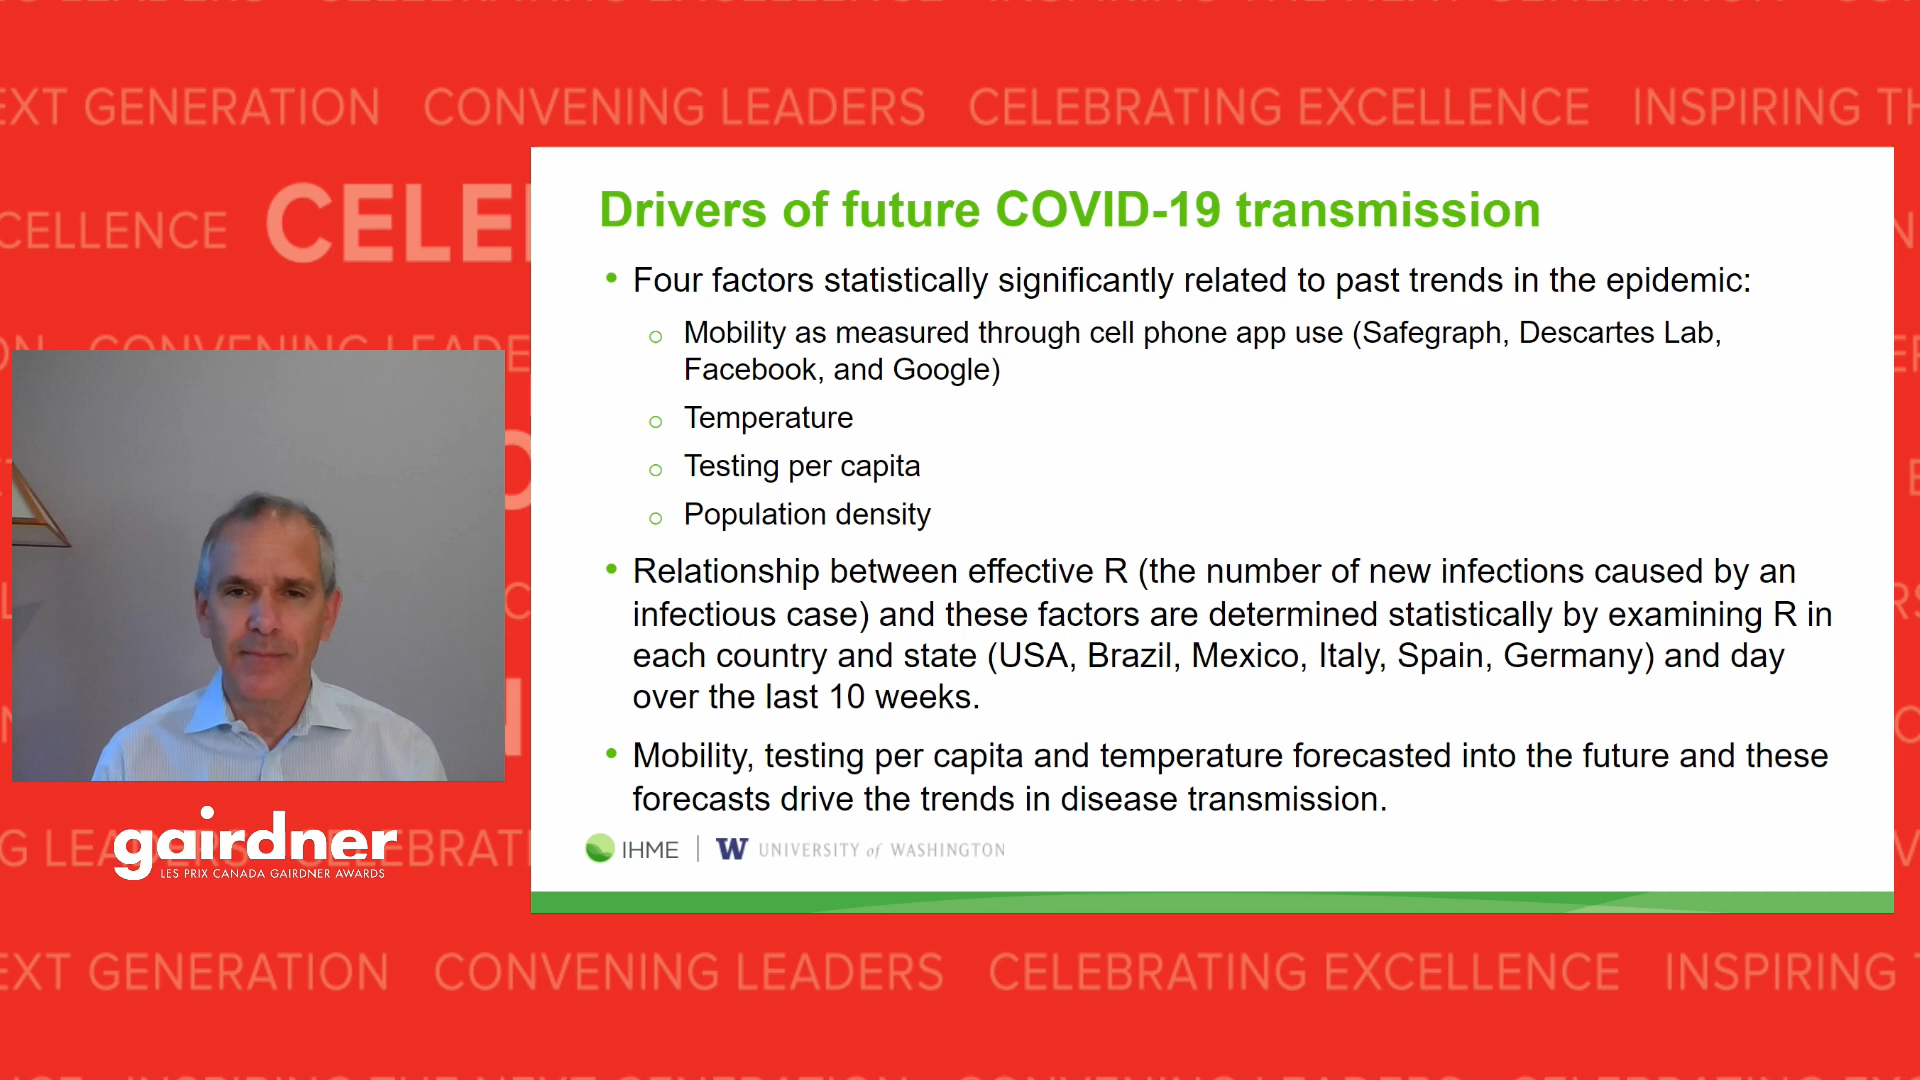 EXT GENERATION CONVENING LEADERS CELEBRATING EXCELLENCE INSPIRING TH
CELLENCE CELE
Drivers of future COVID-19 transmission
• Four factors statistically significantly related to past trends in the epidemic:
o Mobility as measured through cell phone app use (Safegraph, Descartes Lab,
Facebook, and Google)
o Temperature
o Testing per capita
o Population density
• Relationship between effective R (the number of new infections caused by an
infectious case) and these factors are determined statistically by examining R in
each country and state (USA, Brazil, Mexico, Italy, Spain, Germany) and day
over the last 10 weeks.
• Mobility, testing per capita and temperature forecasted into the future and these
forecasts drive the trends in disease transmission.
IHME | W UNIVERSITY of WASHINGTON
gairdner
LES PRIX CANADA GAIRDNER AWARDS
EXT GENERATION CONVENING LEADERS CELEBRATING EXCELLENCE INSPIRING